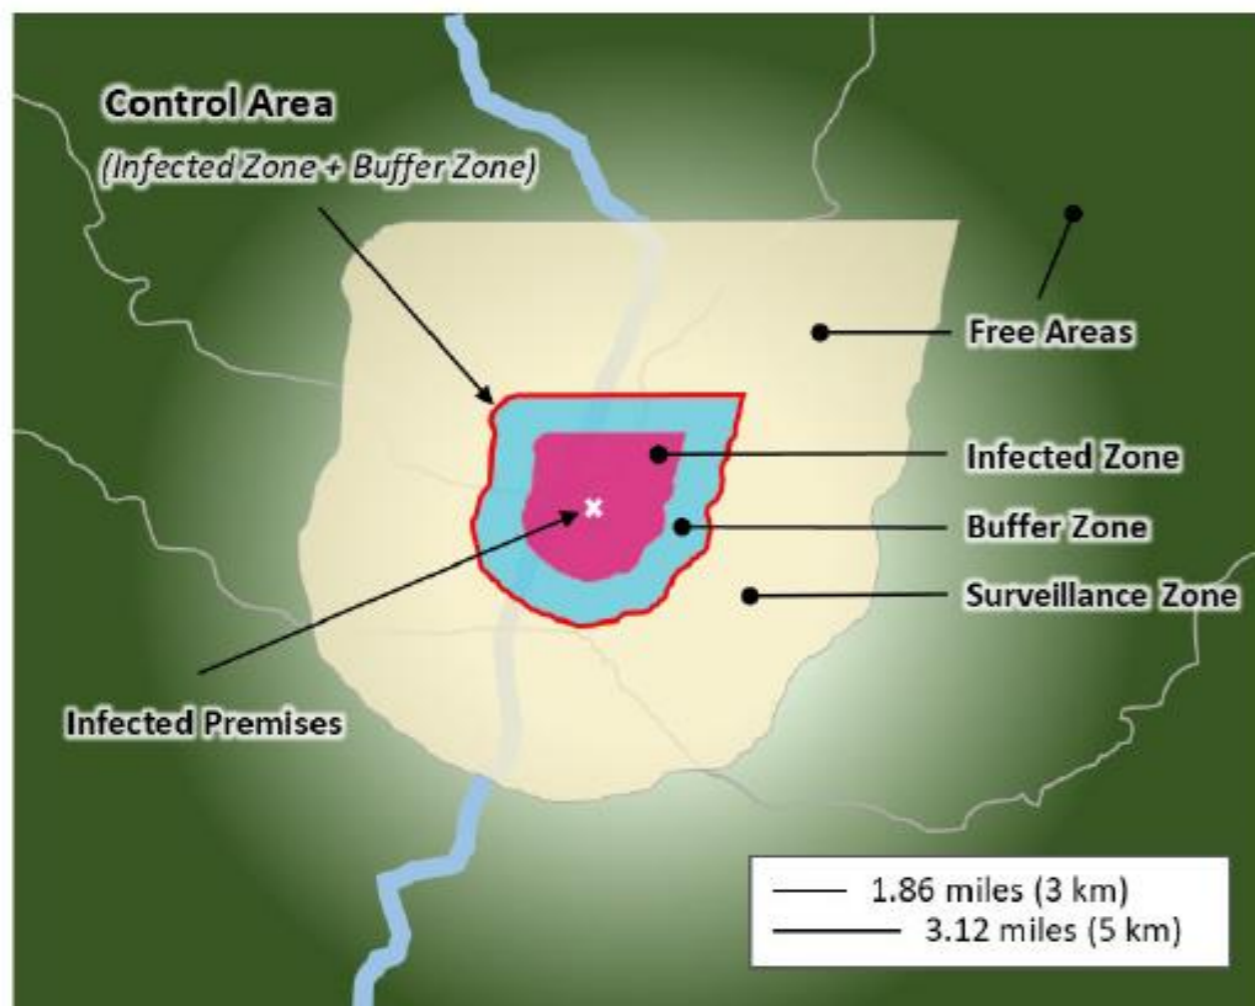 Control Area
(Infected Zone + Buffer Zone)
Free Areas
Infected Zone
Buffer Zone
Surveillance Zone
Infected Premises
1.86 miles (3 km)
3.12 miles (5 km)